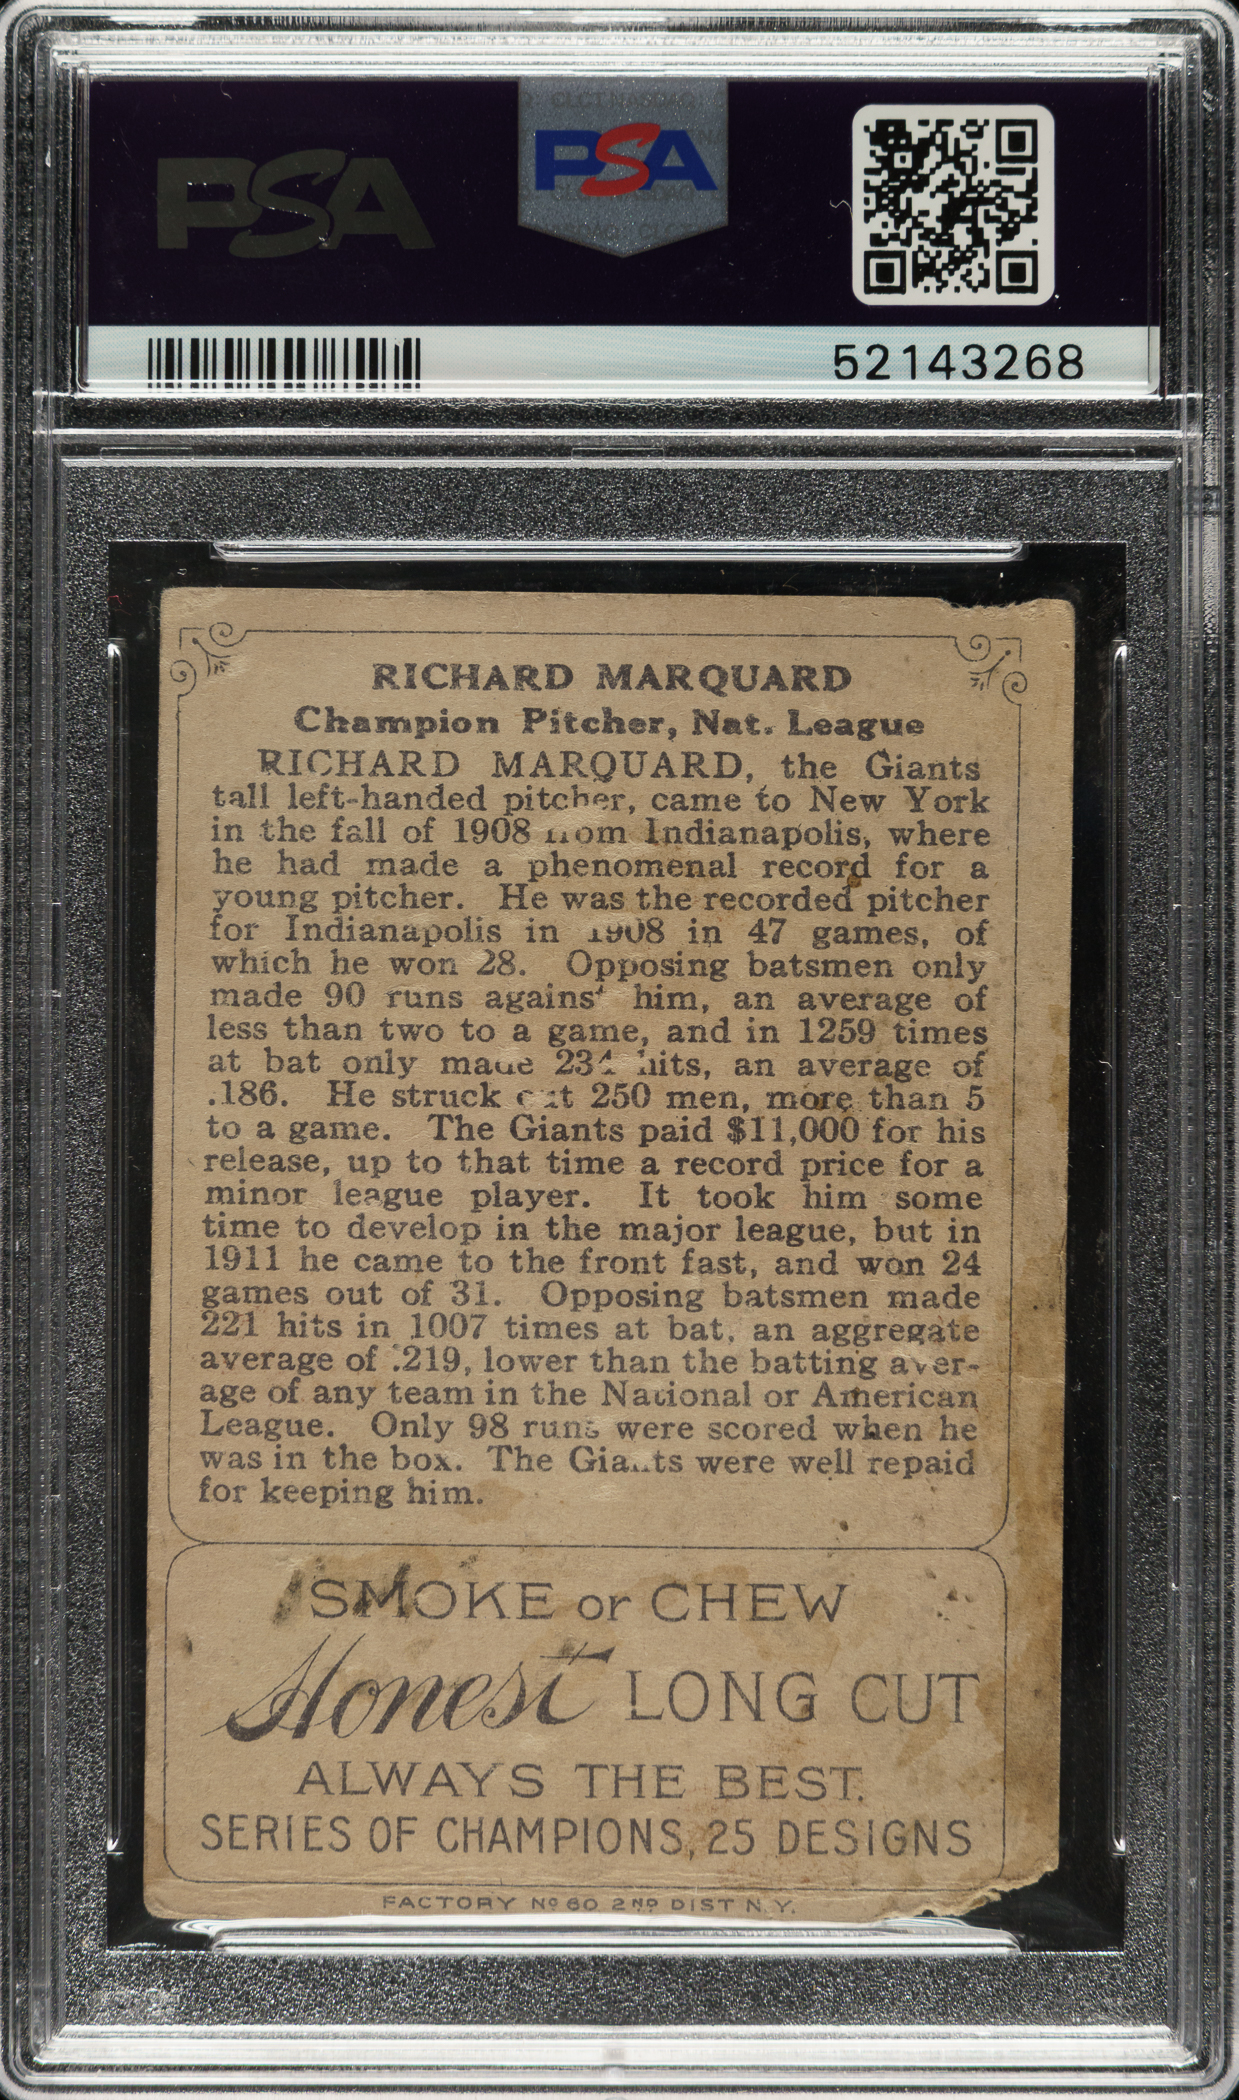 PSA
CLCT NASDAQ
PSA
52143268
RICHARD MARQUARD
Champion Pitcher, Nat. League
RICHARD MARQUARD, the Giants
tall left-handed pitcher, came to New York
in the fall of 1908 from Indianapolis, where
he had made a phenomenal record for a
young pitcher. He was the recorded pitcher
for Indianapolis in 1908 in 47 games, of
which he won 28. Opposing batsmen only
made 90 runs against him, an average of
less than two to a game, and in 1259 times
at bat only made 234 hits, an average of
.186. He struck out 250 men, more than 5
to a game. The Giants paid $11,000 for his
release, up to that time a record price for a
minor league player. It took him some
time to develop in the major league, but in
1911 he came to the front fast, and won 24
games out of 31. Opposing batsmen made
221 hits in 1007 times at bat, an aggregate
average of .219, lower than the batting aver-
age of any team in the National or American
League. Only 98 runs were scored when he
was in the box. The Giants were well repaid
for keeping him.
SMOKE or CHEW
Honest LONG CUT
ALWAYS THE BEST.
SERIES OF CHAMPIONS, 25 DESIGNS
FACTORY Nº 60 2ND DIST N.Y.